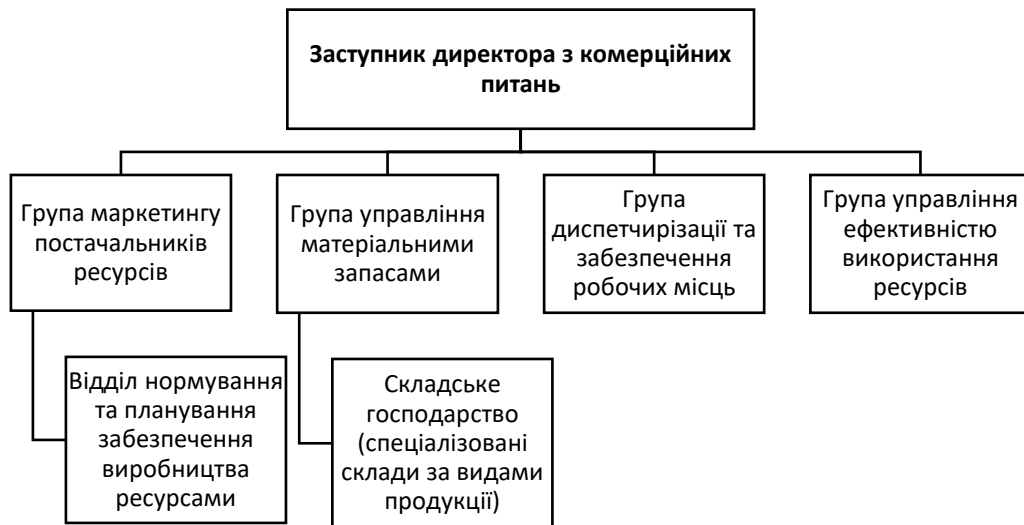 Заступник директора з комерційних
питань
Група маркетингу
постачальників
ресурсів
Група управління
матеріальними
запасами
Група
диспетчирізації та
забезпечення
робочих місць
Група управління
ефективністю
використання
ресурсів
Відділ нормування
та планування
забезпечення
виробництва
ресурсами
Складське
господарство
(спеціалізовані
склади за видами
продукції)